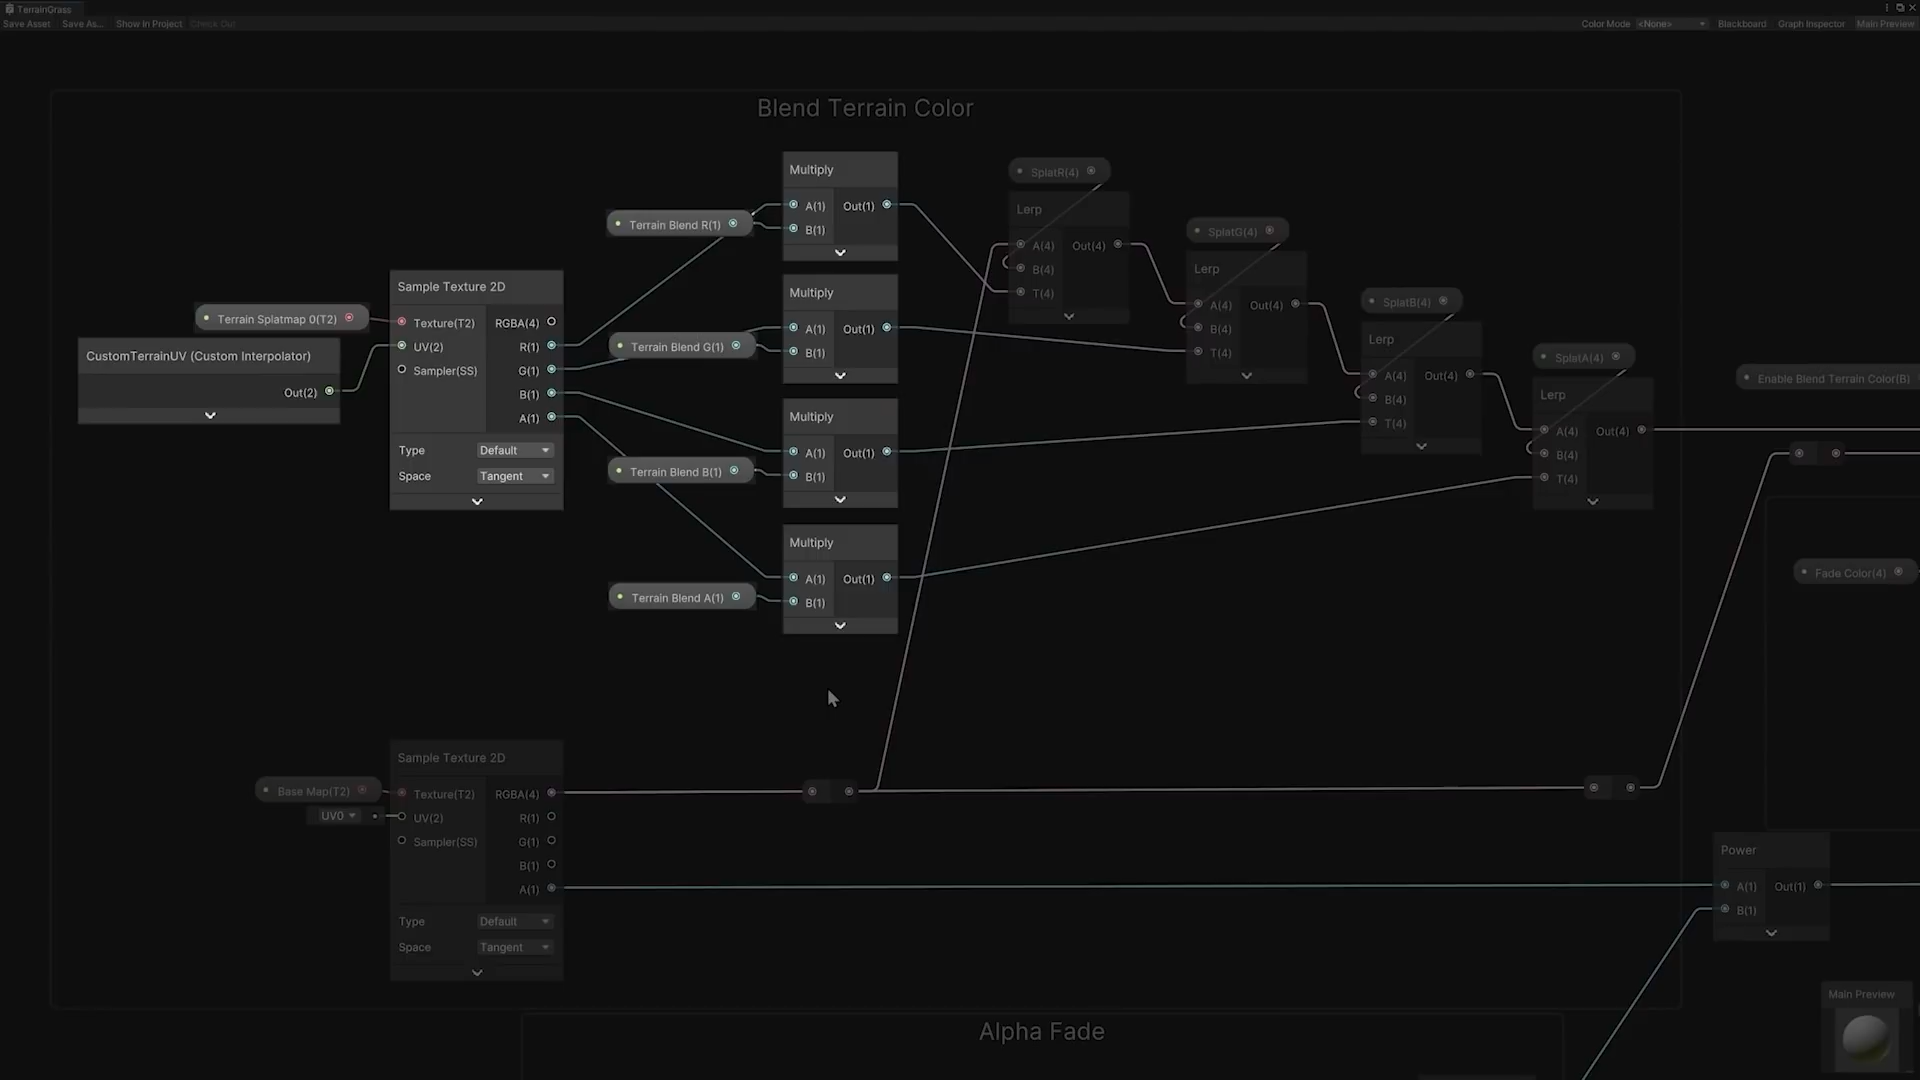 TerrainGrass
Save Asset Save As... Show In Project Check Out
Color Mode <None> Blackboard Graph Inspector Main Preview
Blend Terrain Color
Terrain Splatmap 0(T2)
CustomTerrainUV (Custom Interpolator)
Out(2)
Sample Texture 2D
Texture(T2) RGBA(4)
UV(2) R(1)
Sampler(SS) G(1)
B(1)
A(1)
Type Default
Space Tangent
Terrain Blend R(1)
Terrain Blend G(1)
Terrain Blend B(1)
Terrain Blend A(1)
Multiply
A(1) Out(1)
B(1)
Multiply
A(1) Out(1)
B(1)
Multiply
A(1) Out(1)
B(1)
Multiply
A(1) Out(1)
B(1)
SplatR(4)
Lerp
A(4) Out(4)
B(4)
T(4)
SplatG(4)
Lerp
A(4) Out(4)
B(4)
T(4)
SplatB(4)
Lerp
A(4) Out(4)
B(4)
T(4)
SplatA(4)
Lerp
A(4) Out(4)
B(4)
T(4)
Enable Blend Terrain Color(B)
Fade Color(4)
Base Map(T2)
UV0
Sample Texture 2D
Texture(T2) RGBA(4)
UV(2) R(1)
Sampler(SS) G(1)
B(1)
A(1)
Type Default
Space Tangent
Power
A(1) Out(1)
B(1)
Main Preview
Alpha Fade